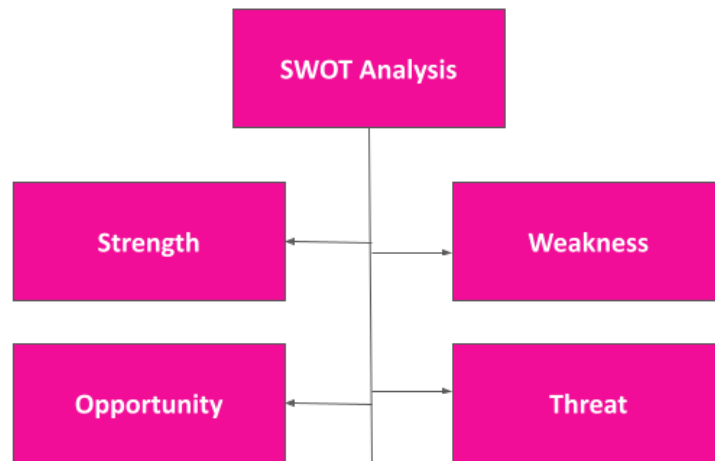 SWOT Analysis
Strength
Weakness
Opportunity
Threat